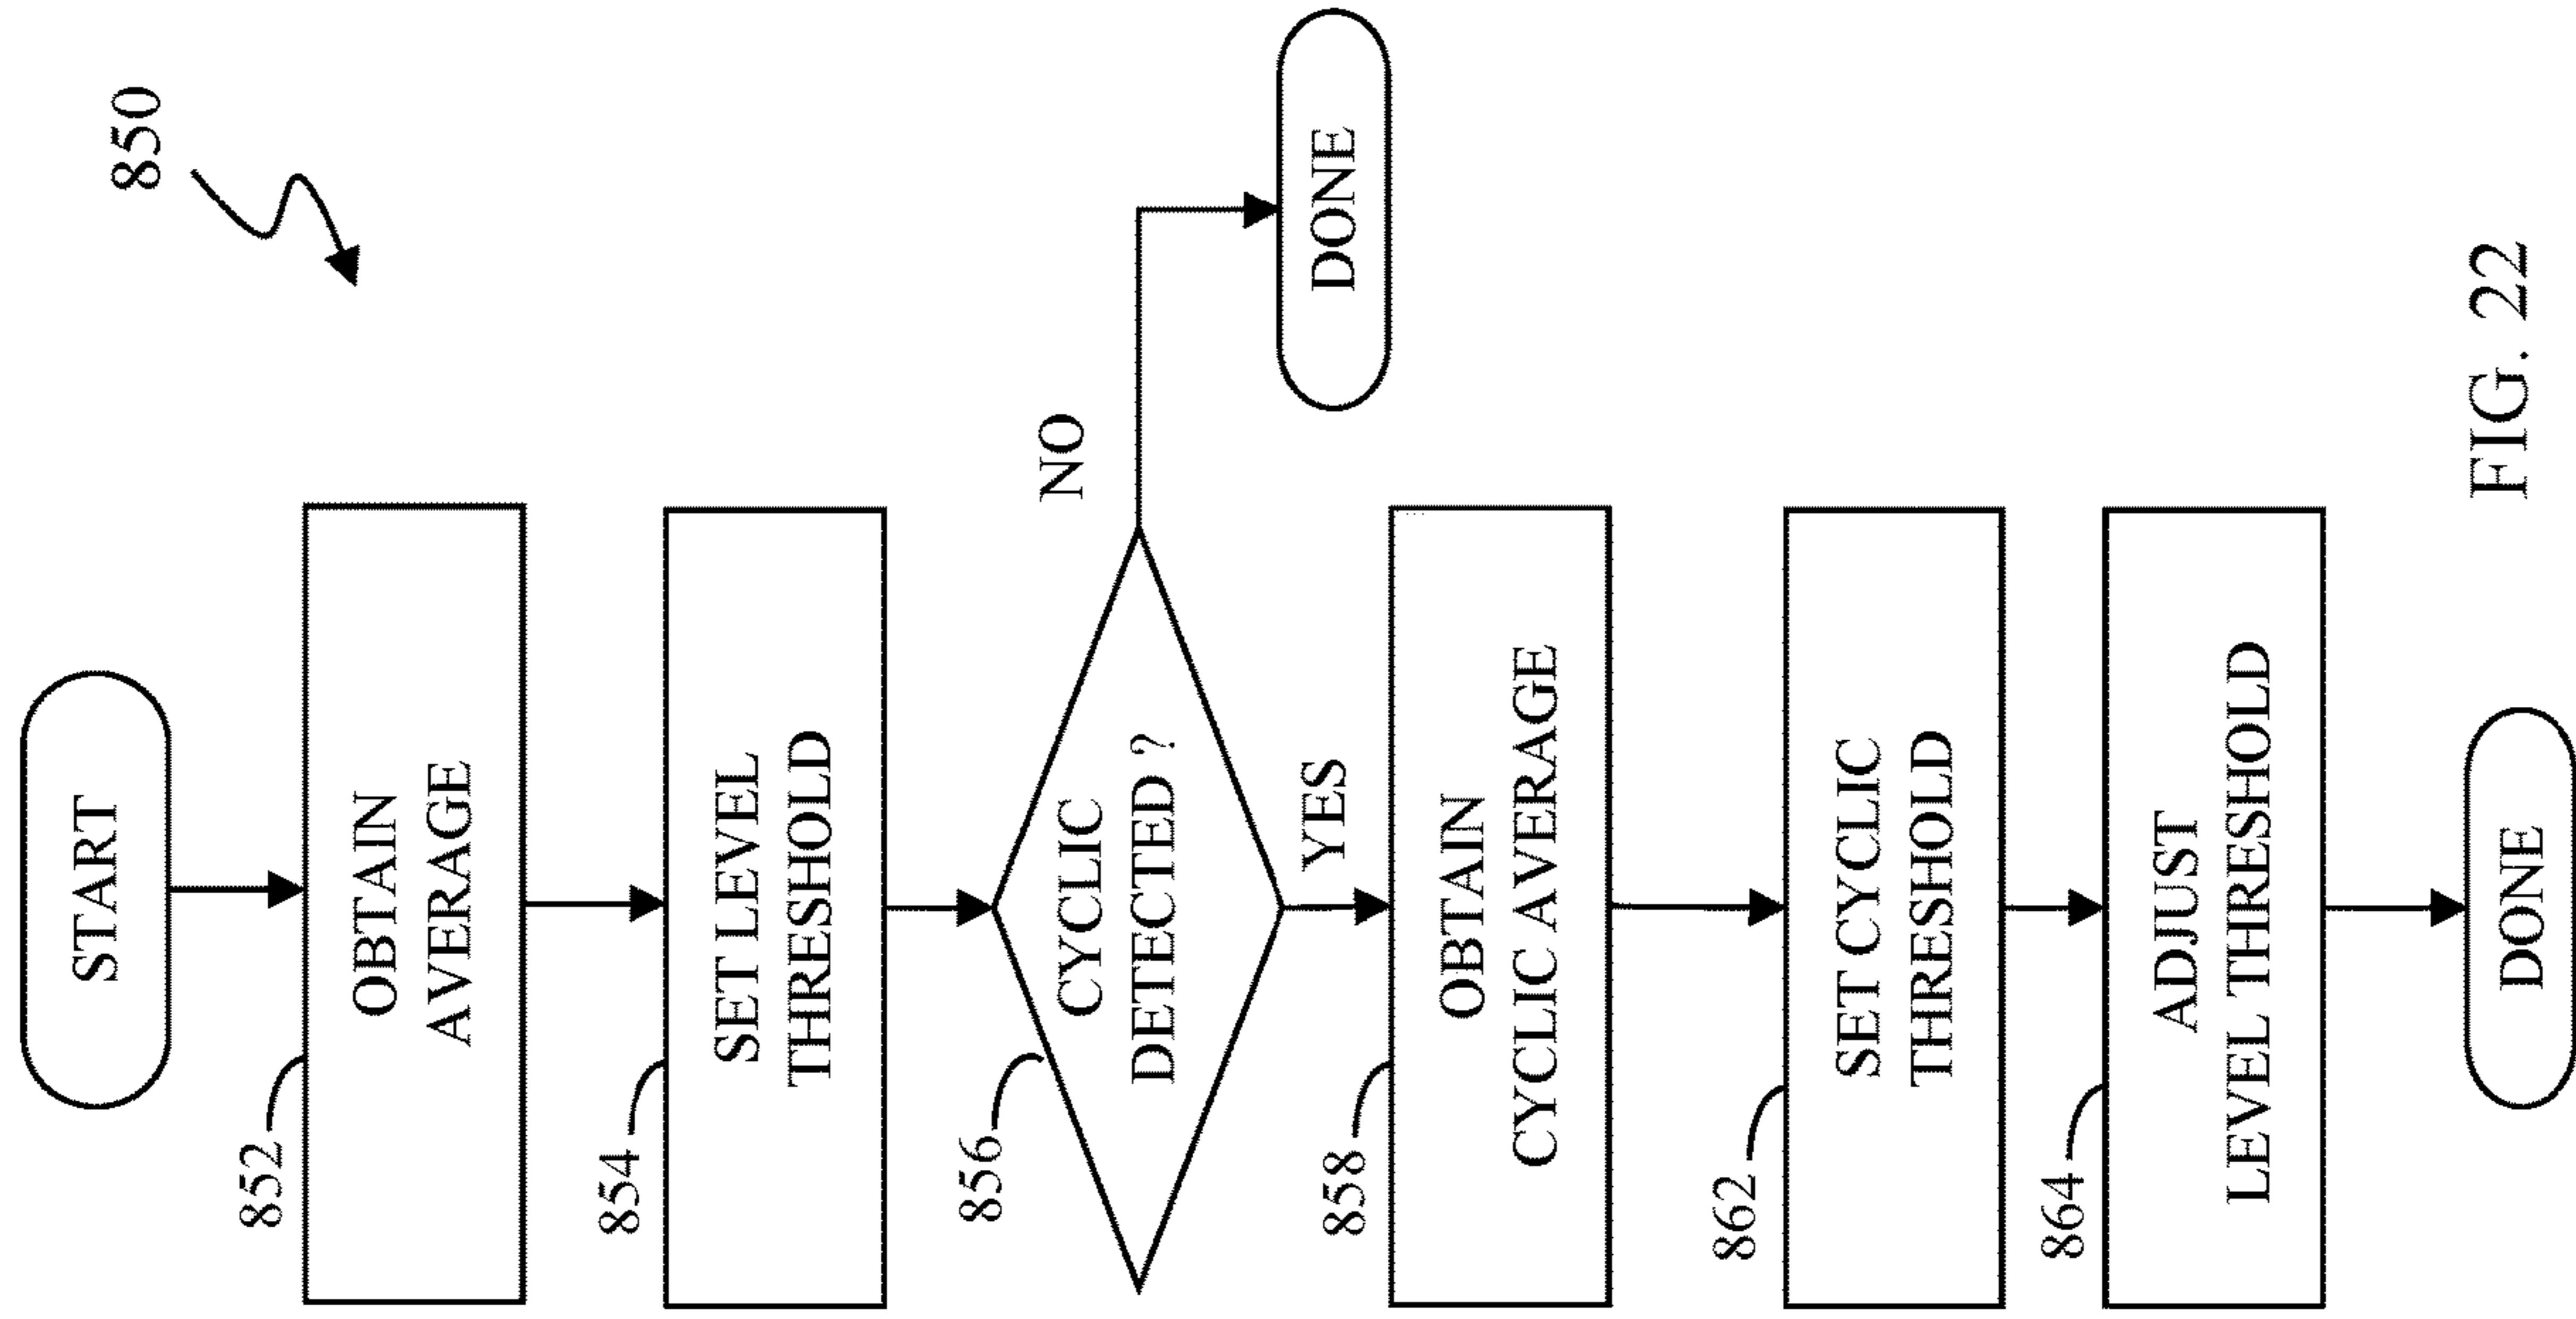 850
START
852
OBTAIN
AVERAGE
854
SET LEVEL
THRESHOLD
856
CYCLIC
DETECTED ?
NO
DONE
YES
858
OBTAIN
CYCLIC AVERAGE
862
SET CYCLIC
THRESHOLD
864
ADJUST
LEVEL THRESHOLD
DONE
FIG. 22